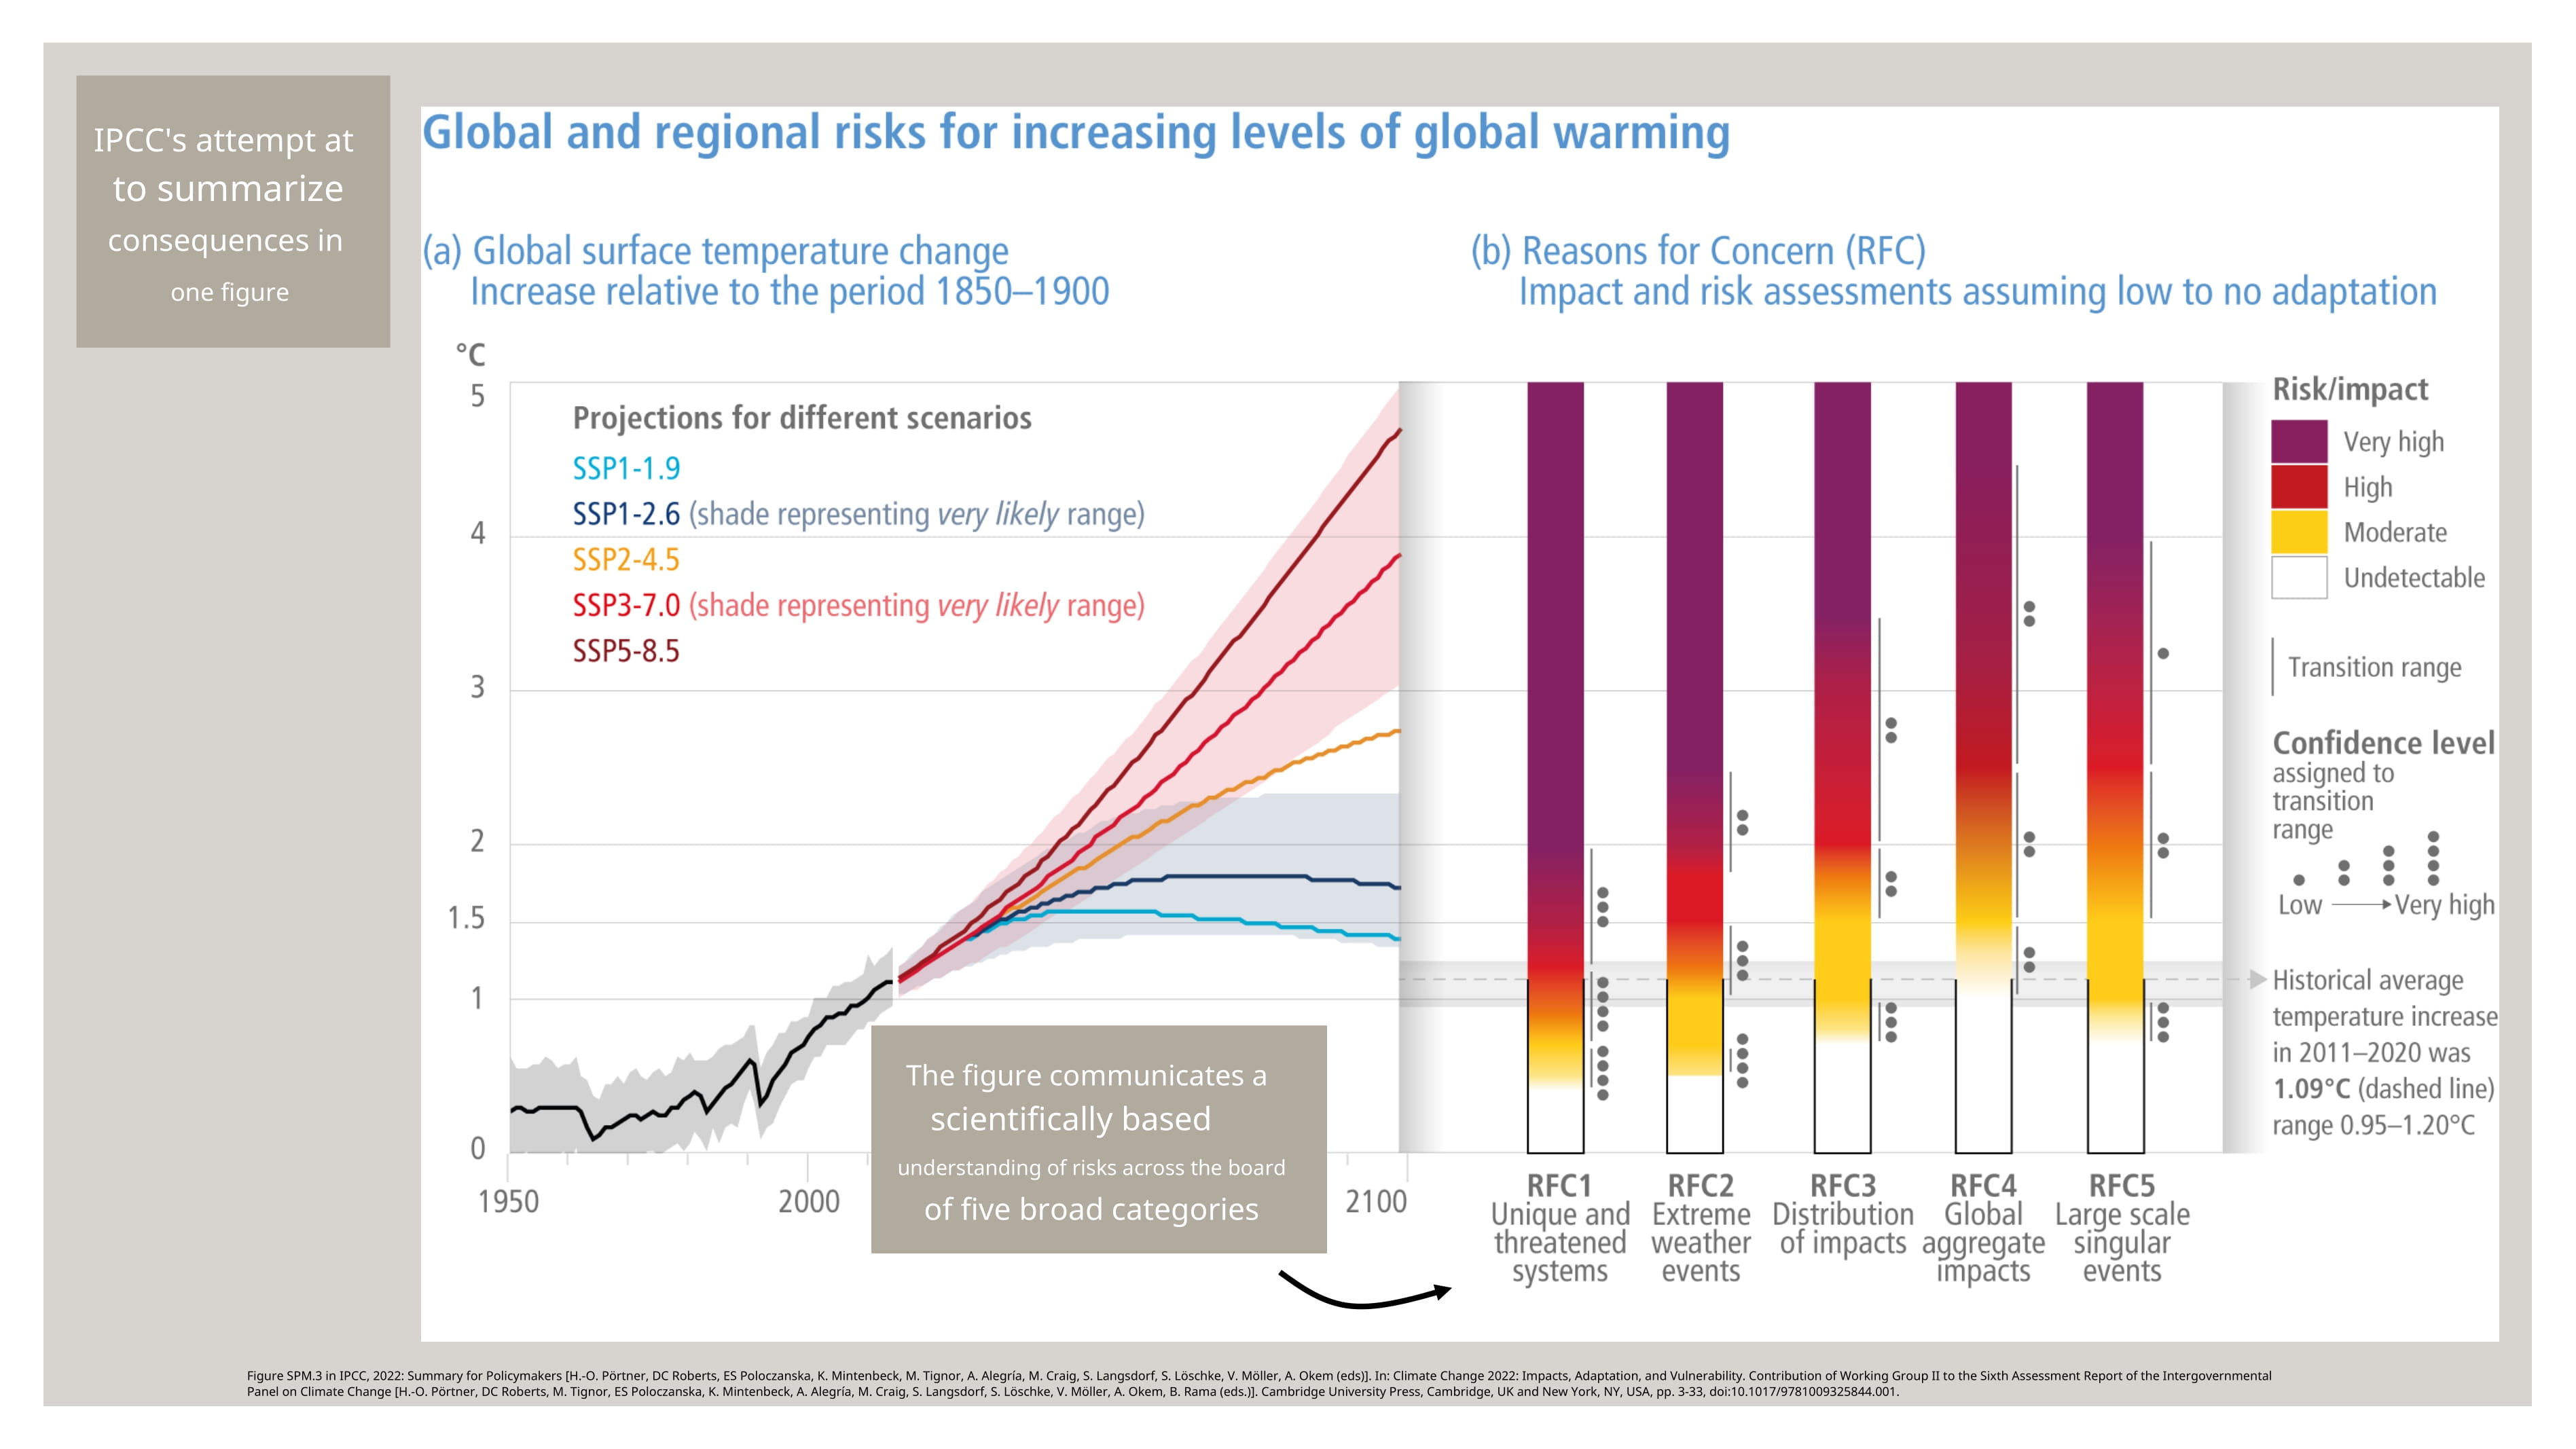 IPCC's attempt at
to summarize
consequences in
one figure
Global and regional risks for increasing levels of global warming
(a) Global surface temperature change
Increase relative to the period 1850–1900
(b) Reasons for Concern (RFC)
Impact and risk assessments assuming low to no adaptation
°C
5
4
3
2
1.5
1
0
Projections for different scenarios
SSP1-1.9
SSP1-2.6 (shade representing very likely range)
SSP2-4.5
SSP3-7.0 (shade representing very likely range)
SSP5-8.5
1950
2000
2100
The figure communicates a
scientifically based
understanding of risks across the board
of five broad categories
RFC1
Unique and
threatened
systems
RFC2
Extreme
weather
events
RFC3
Distribution
of impacts
RFC4
Global
aggregate
impacts
RFC5
Large scale
singular
events
Risk/impact
Very high
High
Moderate
Undetectable
Transition range
Confidence level
assigned to
transition
range
Low
Very high
Historical average
temperature increase
in 2011–2020 was
1.09°C (dashed line)
range 0.95–1.20°C
Figure SPM.3 in IPCC, 2022: Summary for Policymakers [H.-O. Pörtner, DC Roberts, ES Poloczanska, K. Mintenbeck, M. Tignor, A. Alegría, M. Craig, S. Langsdorf, S. Löschke, V. Möller, A. Okem (eds)]. In: Climate Change 2022: Impacts, Adaptation, and Vulnerability. Contribution of Working Group II to the Sixth Assessment Report of the Intergovernmental
Panel on Climate Change [H.-O. Pörtner, DC Roberts, M. Tignor, ES Poloczanska, K. Mintenbeck, A. Alegría, M. Craig, S. Langsdorf, S. Löschke, V. Möller, A. Okem, B. Rama (eds.)]. Cambridge University Press, Cambridge, UK and New York, NY, USA, pp. 3-33, doi:10.1017/9781009325844.001.